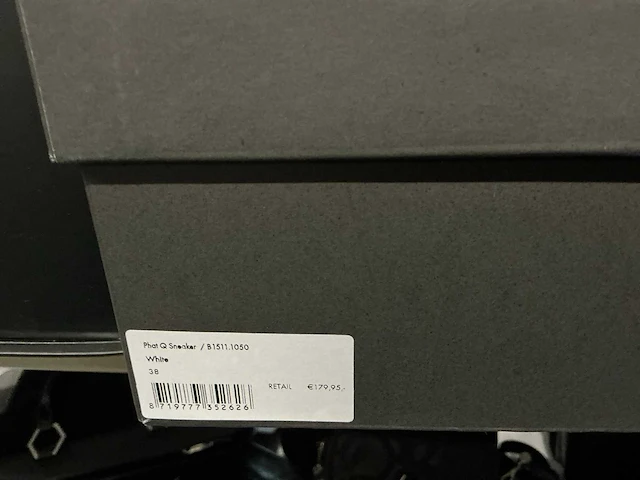 Phat Q Sneaker / B1511.1050
White
38
RETAIL €179,95,-
8 719777 352626